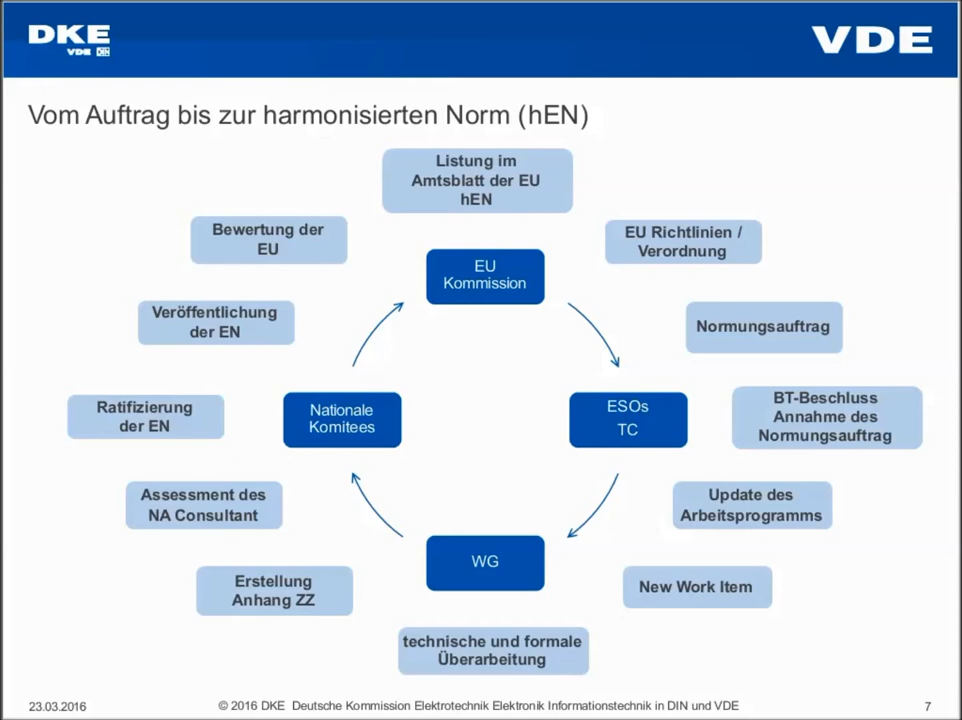 DKE
VDE DIN
VDE
Vom Auftrag bis zur harmonisierten Norm (hEN)
Listung im
Amtsblatt der EU
hEN
Bewertung der
EU
EU Richtlinien /
Verordnung
EU
Kommission
Veröffentlichung
der EN
Normungsauftrag
Ratifizierung
der EN
Nationale
Komitees
ESOs
TC
BT-Beschluss
Annahme des
Normungsauftrag
Assessment des
NA Consultant
Update des
Arbeitsprogramms
WG
Erstellung
Anhang ZZ
New Work Item
technische und formale
Überarbeitung
23.03.2016
© 2016 DKE Deutsche Kommission Elektrotechnik Elektronik Informationstechnik in DIN und VDE
7